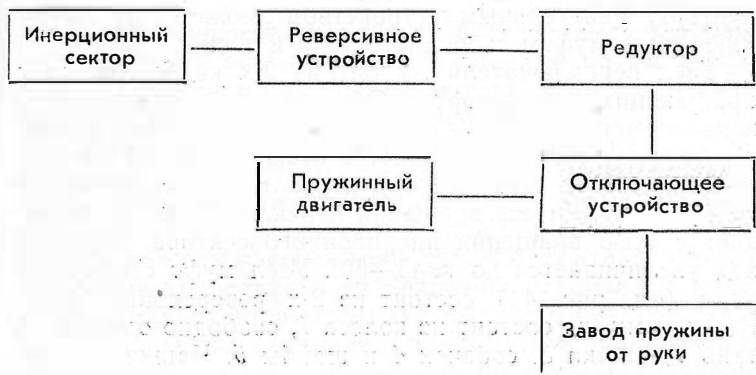 Инерционный
сектор
Реверсивное
устройство
Редуктор
Пружинный
двигатель
Отключающее
устройство
Завод пружины
от руки